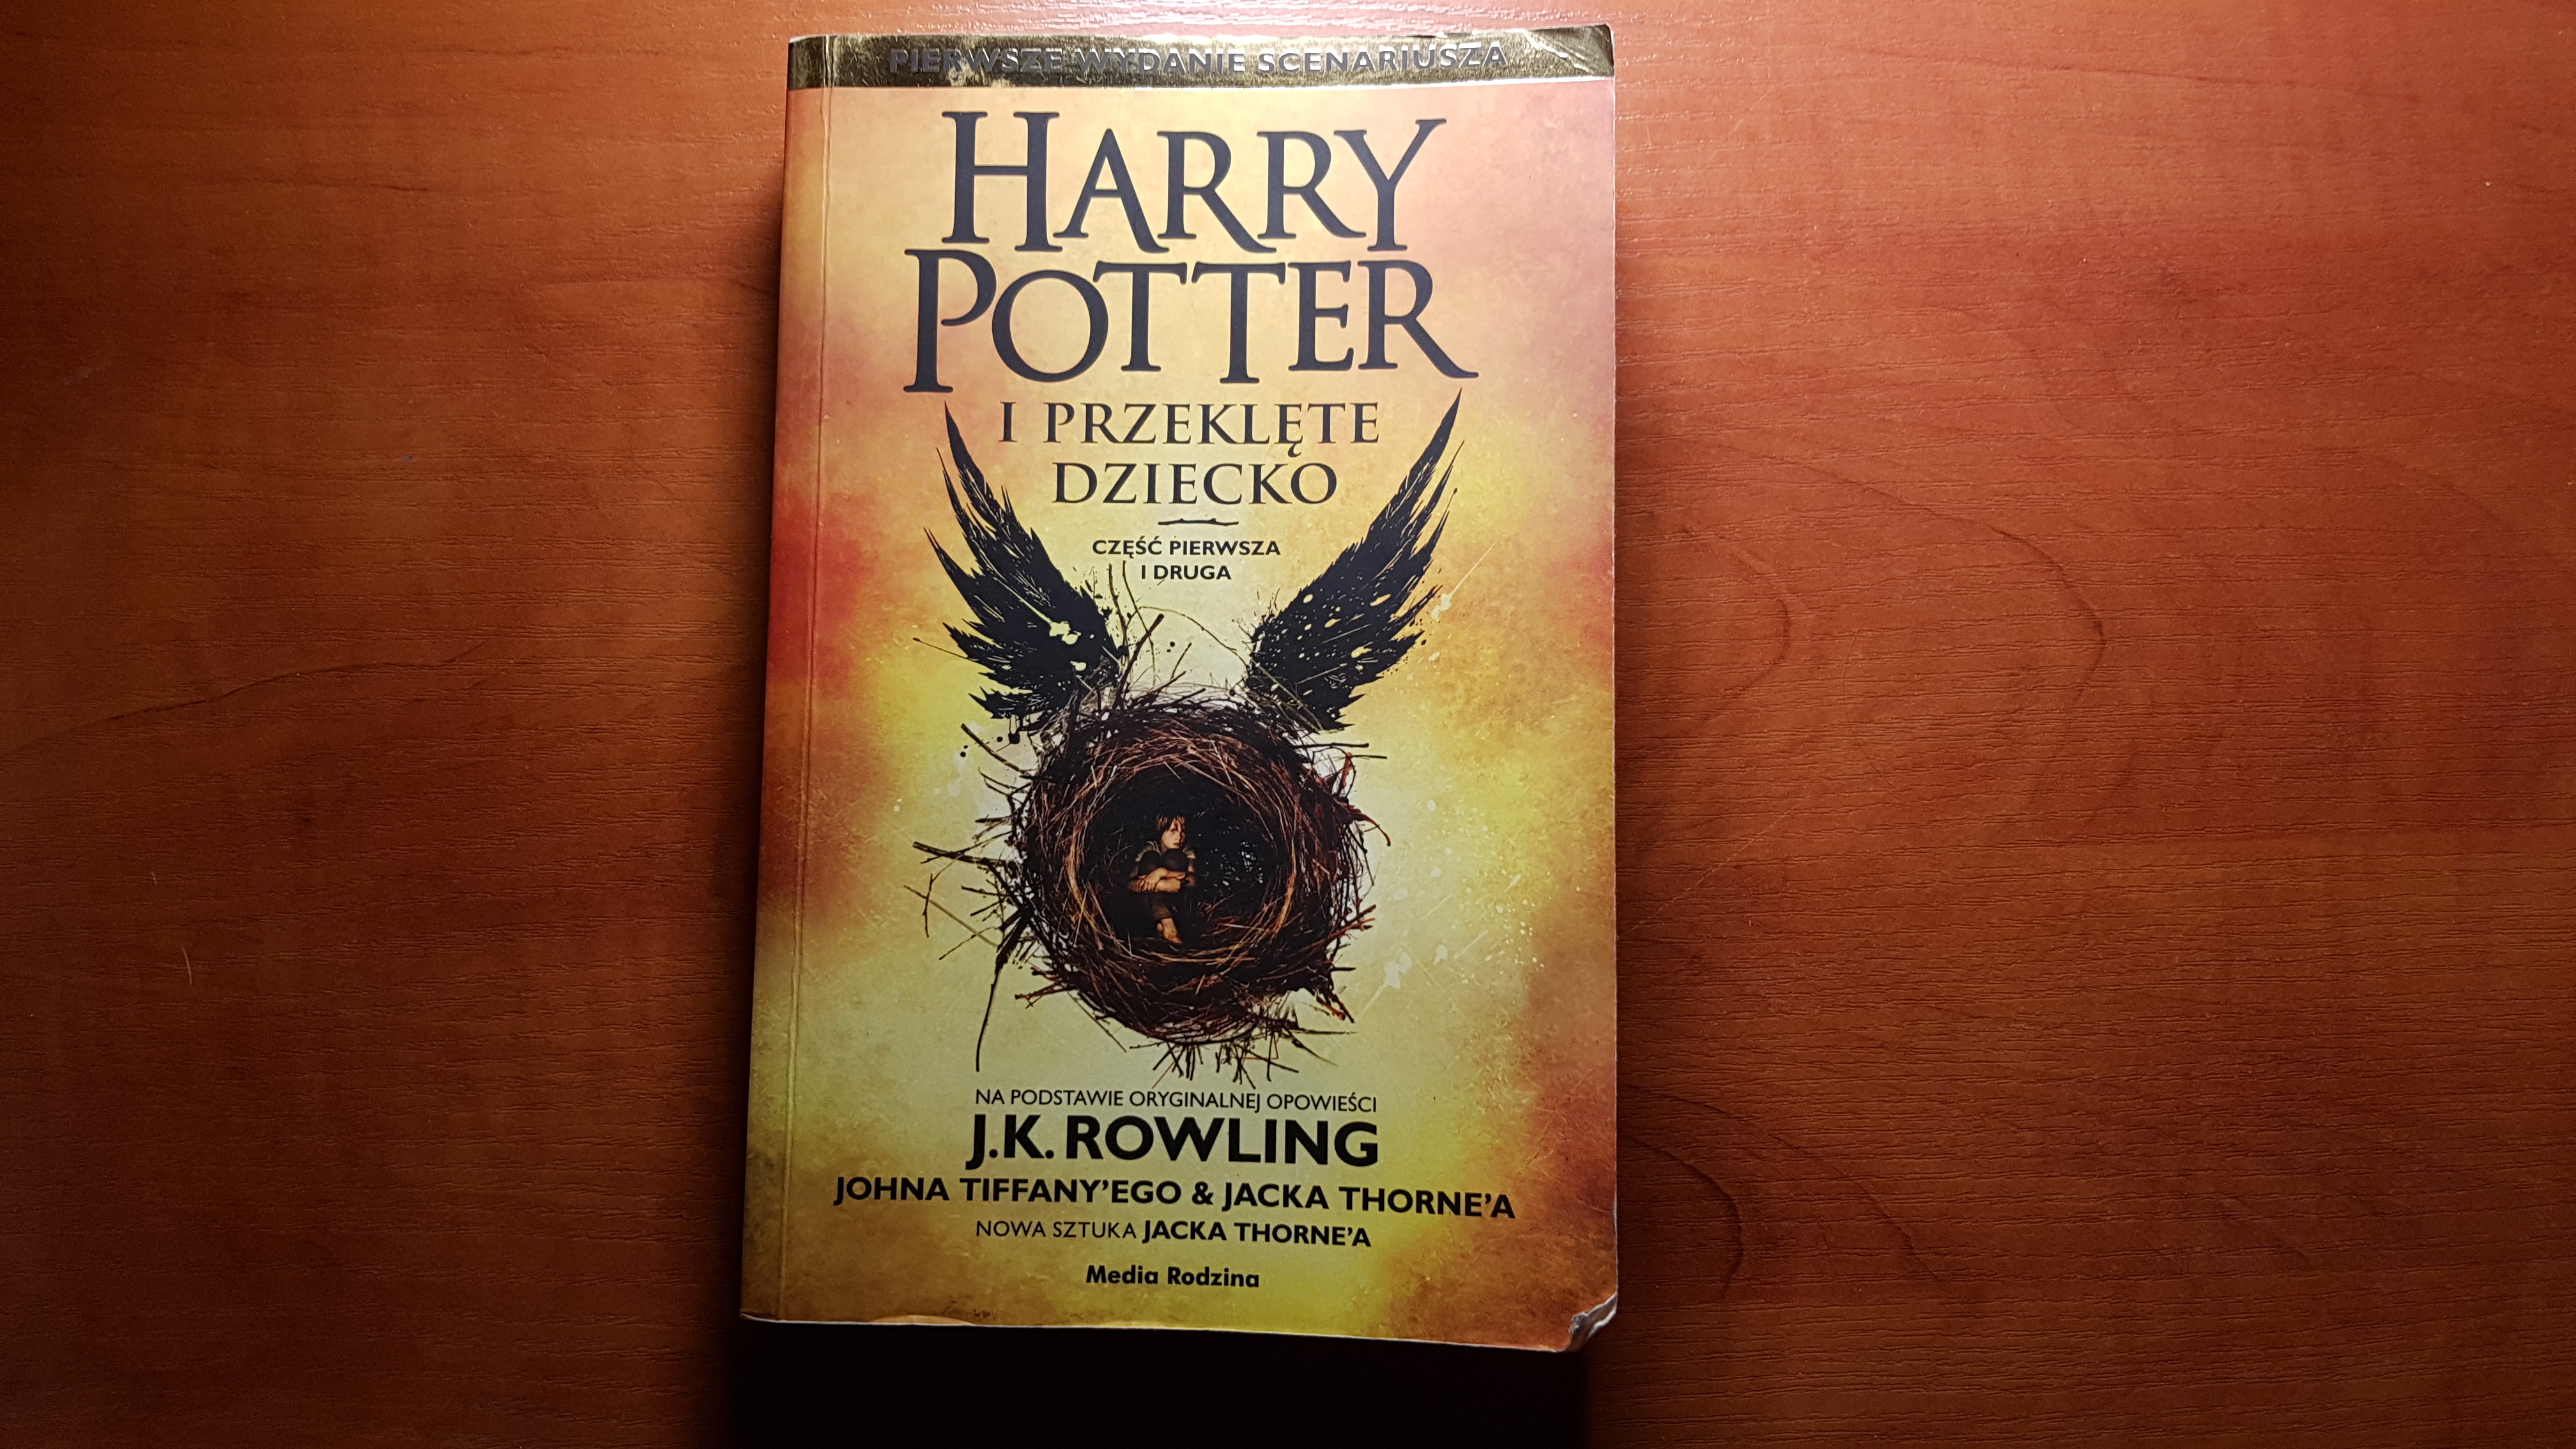 PIERWSZE WYDANIE SCENARIUSZA
HARRY
POTTER
I PRZEKLĘTE
DZIECKO
CZĘŚĆ PIERWSZA
I DRUGA
NA PODSTAWIE ORYGINALNEJ OPOWIEŚCI
J.K. ROWLING
JOHNA TIFFANY'EGO & JACKA THORNE'A
NOWA SZTUKA JACKA THORNE'A
Media Rodzina